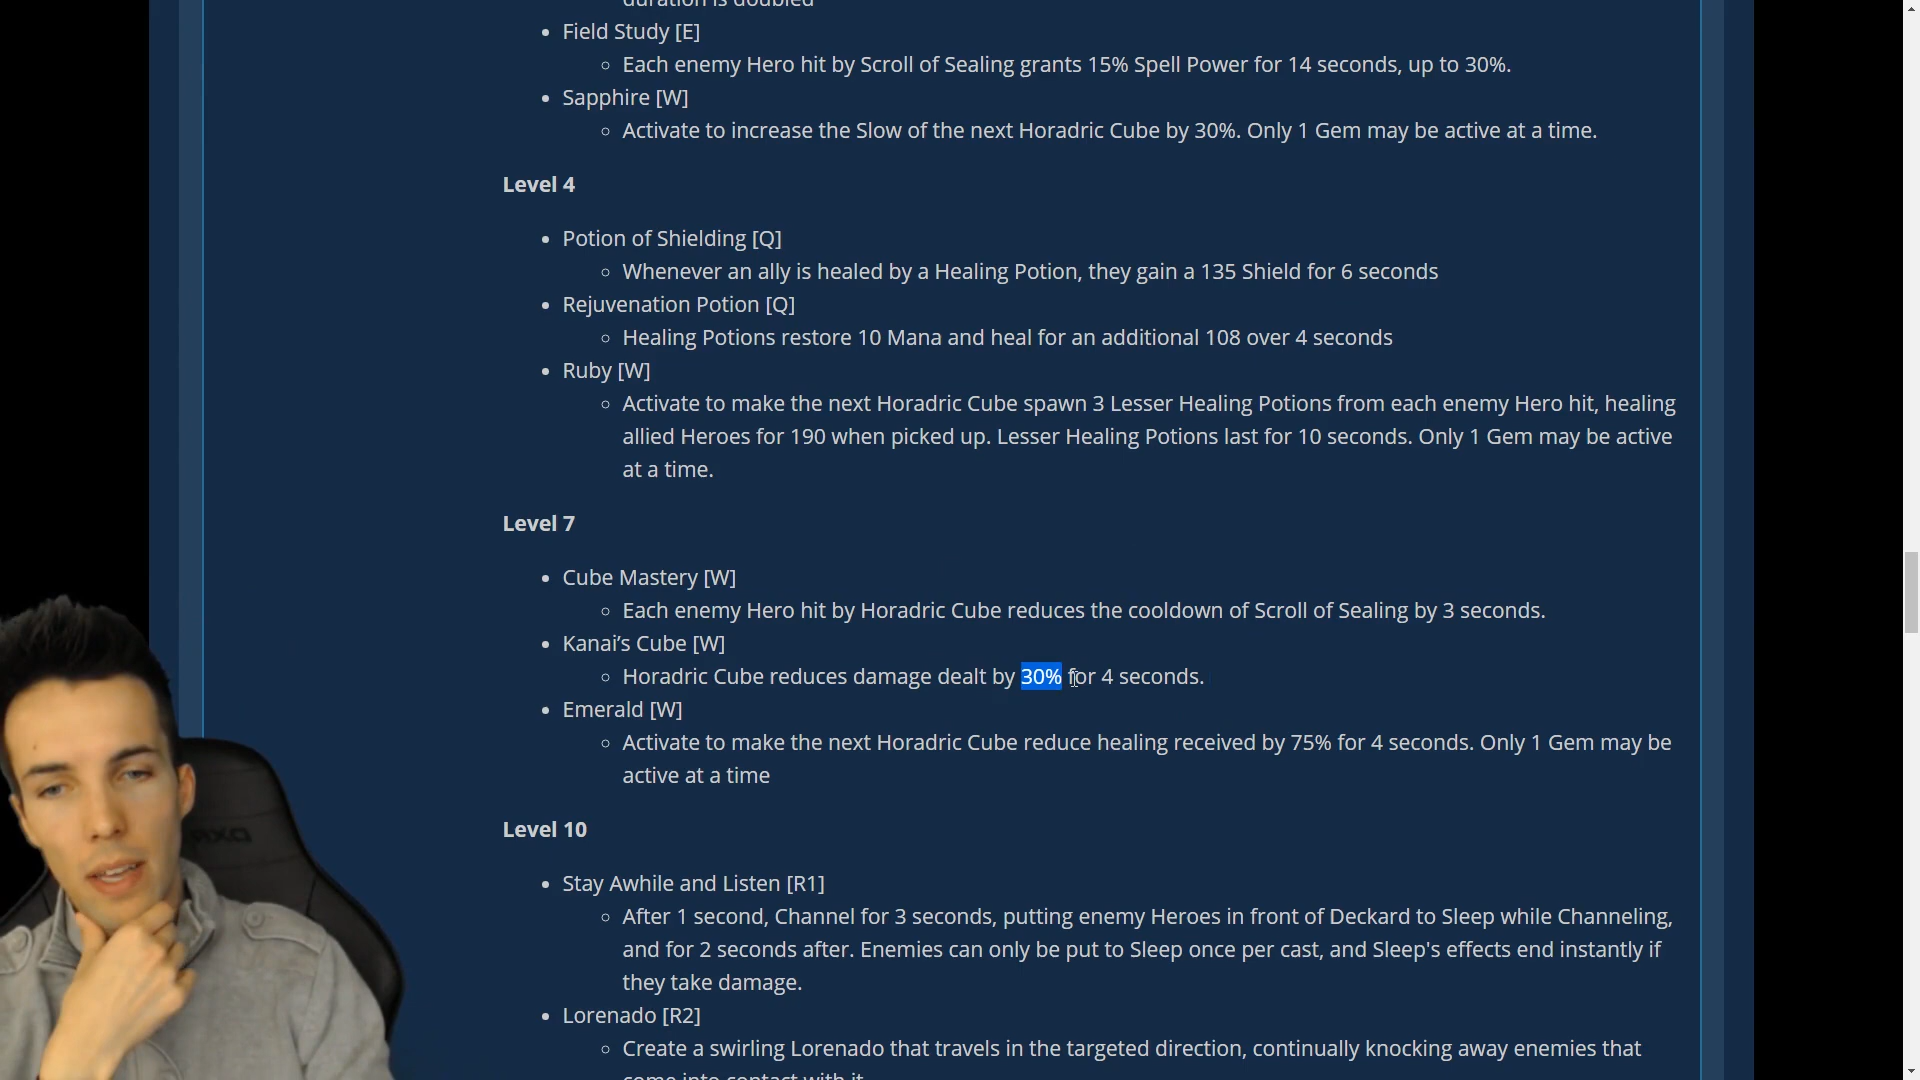 duration is doubled
• Field Study [E]
◦ Each enemy Hero hit by Scroll of Sealing grants 15% Spell Power for 14 seconds, up to 30%.
• Sapphire [W]
◦ Activate to increase the Slow of the next Horadric Cube by 30%. Only 1 Gem may be active at a time.
Level 4
• Potion of Shielding [Q]
◦ Whenever an ally is healed by a Healing Potion, they gain a 135 Shield for 6 seconds
• Rejuvenation Potion [Q]
◦ Healing Potions restore 10 Mana and heal for an additional 108 over 4 seconds
• Ruby [W]
◦ Activate to make the next Horadric Cube spawn 3 Lesser Healing Potions from each enemy Hero hit, healing
allied Heroes for 190 when picked up. Lesser Healing Potions last for 10 seconds. Only 1 Gem may be active
at a time.
Level 7
• Cube Mastery [W]
◦ Each enemy Hero hit by Horadric Cube reduces the cooldown of Scroll of Sealing by 3 seconds.
• Kanai’s Cube [W]
◦ Horadric Cube reduces damage dealt by 30% for 4 seconds.
• Emerald [W]
◦ Activate to make the next Horadric Cube reduce healing received by 75% for 4 seconds. Only 1 Gem may be
active at a time
Level 10
• Stay Awhile and Listen [R1]
◦ After 1 second, Channel for 3 seconds, putting enemy Heroes in front of Deckard to Sleep while Channeling,
and for 2 seconds after. Enemies can only be put to Sleep once per cast, and Sleep's effects end instantly if
they take damage.
• Lorenado [R2]
◦ Create a swirling Lorenado that travels in the targeted direction, continually knocking away enemies that
come into contact with it